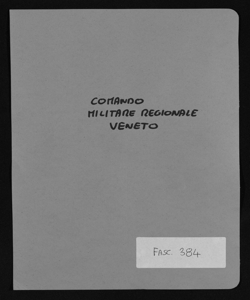 COMANDO
MILITARE REGIONALE
VENETO
FASC. 384